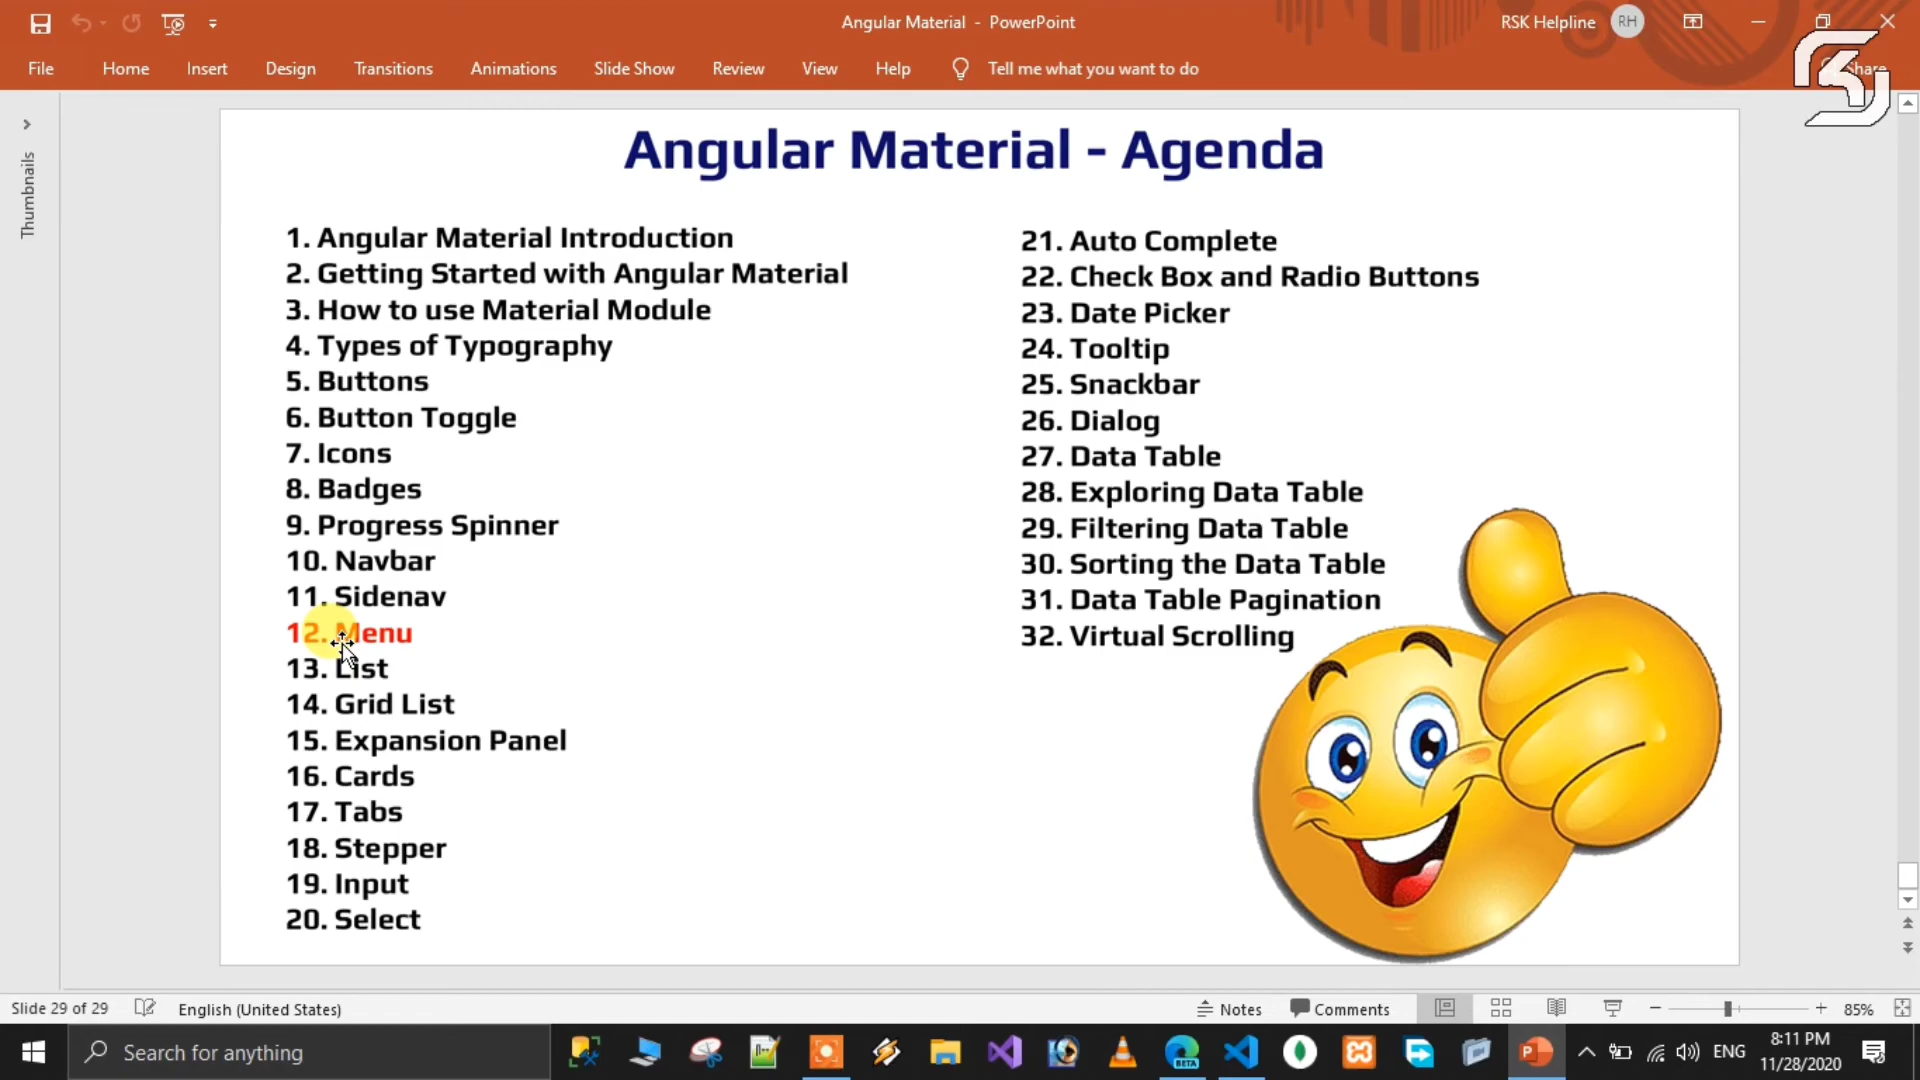 Angular Material - PowerPoint
RSK Helpline
RH
File
Home
Insert
Design
Transitions
Animations
Slide Show
Review
View
Help
Tell me what you want to do
Share
Thumbnails
Angular Material - Agenda
1. Angular Material Introduction
2. Getting Started with Angular Material
3. How to use Material Module
4. Types of Typography
5. Buttons
6. Button Toggle
7. Icons
8. Badges
9. Progress Spinner
10. Navbar
11. Sidenav
12. Menu
13. List
14. Grid List
15. Expansion Panel
16. Cards
17. Tabs
18. Stepper
19. Input
20. Select
21. Auto Complete
22. Check Box and Radio Buttons
23. Date Picker
24. Tooltip
25. Snackbar
26. Dialog
27. Data Table
28. Exploring Data Table
29. Filtering Data Table
30. Sorting the Data Table
31. Data Table Pagination
32. Virtual Scrolling
Slide 29 of 29
English (United States)
Notes
Comments
85%
Search for anything
BETA
ENG
8:11 PM
11/28/2020